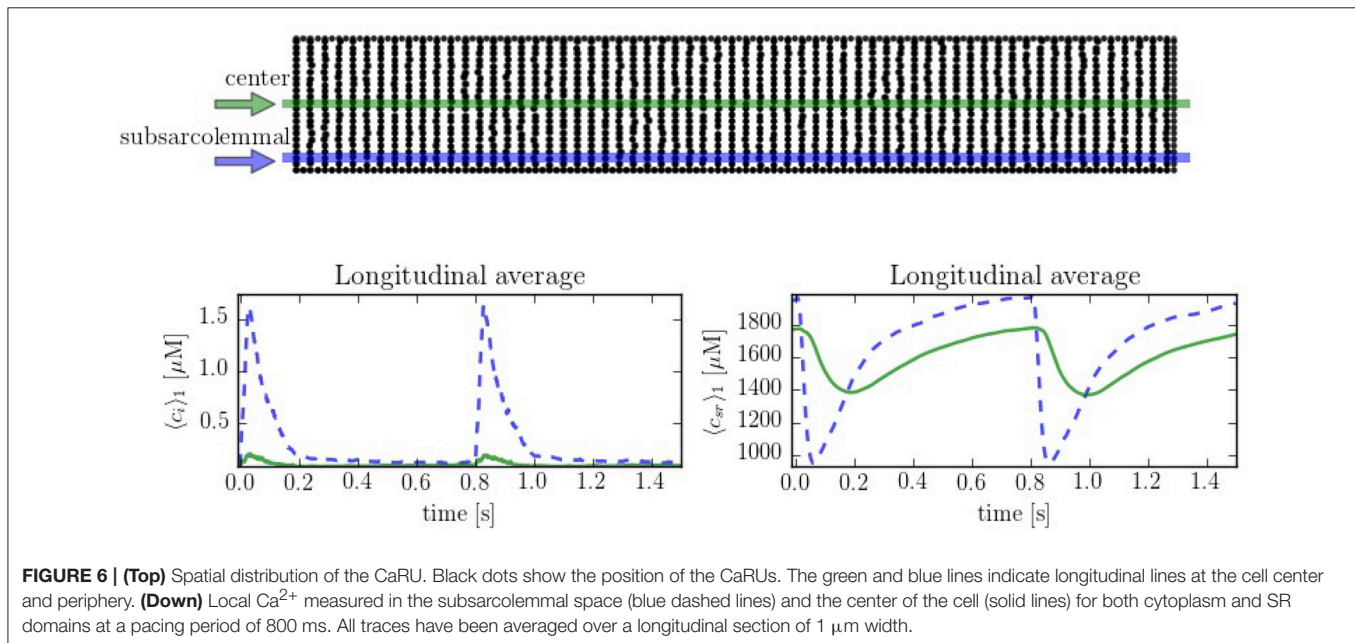 center
subsarcolemmal
Longitudinal average
⟨c_i⟩_1 [μM]
1.5
1.0
0.5
0.0 0.2 0.4 0.6 0.8 1.0 1.2 1.4
time [s]
Longitudinal average
⟨c_sr⟩_1 [μM]
1800
1600
1400
1200
1000
0.0 0.2 0.4 0.6 0.8 1.0 1.2 1.4
time [s]
FIGURE 6 | (Top) Spatial distribution of the CaRU. Black dots show the position of the CaRUs. The green and blue lines indicate longitudinal lines at the cell center
and periphery. (Down) Local Ca²⁺ measured in the subsarcolemmal space (blue dashed lines) and the center of the cell (solid lines) for both cytoplasm and SR
domains at a pacing period of 800 ms. All traces have been averaged over a longitudinal section of 1 μm width.